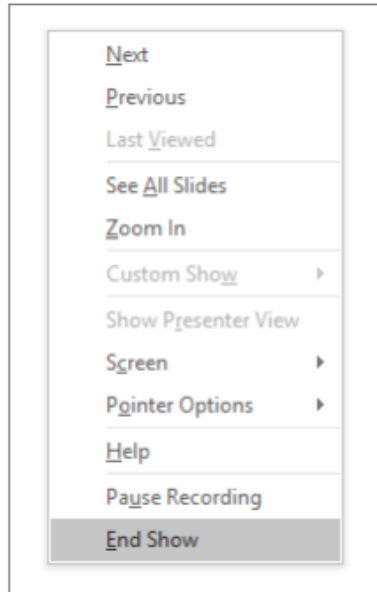 Next
Previous
Last Viewed
See All Slides
Zoom In
Custom Show
Show Presenter View
Screen
Pointer Options
Help
Pause Recording
End Show